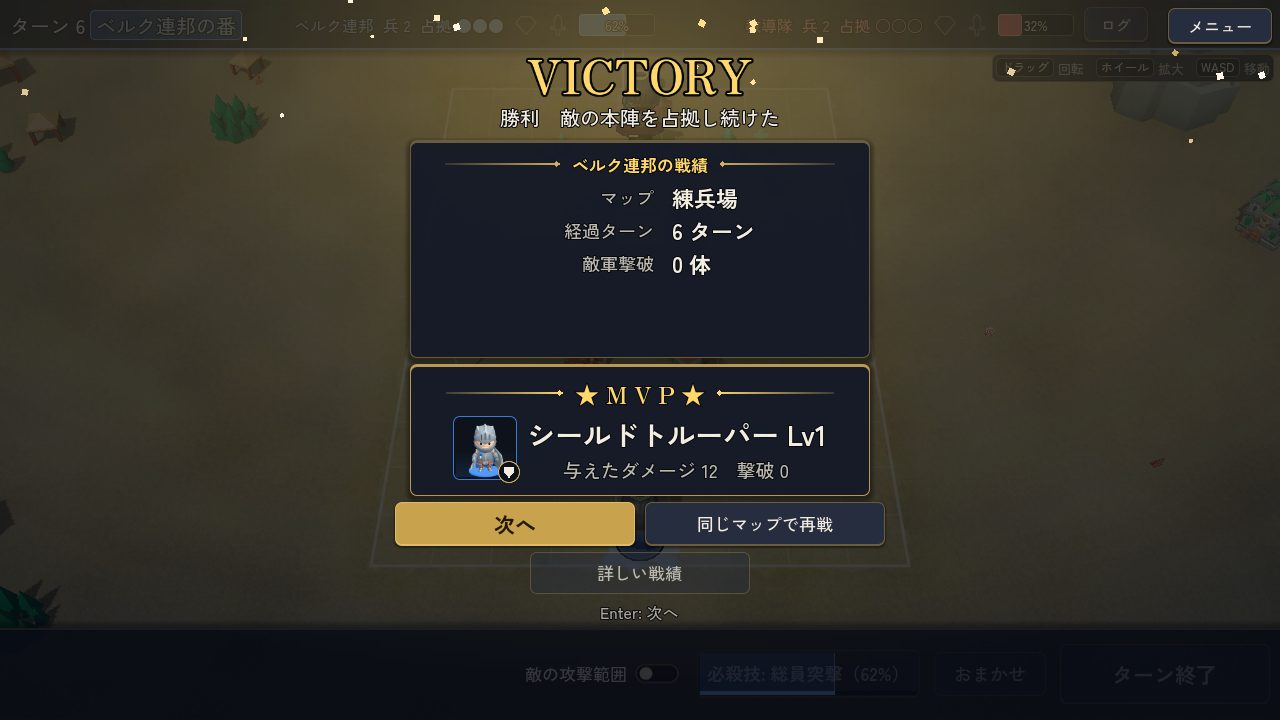 ターン 6 ベルク連邦の番 ベルク連邦 兵 2 占拠 62% 導隊 兵 2 占拠 32% ログ メニュー
ドラッグ 回転 ホイール 拡大 WASD 移動
VICTORY
勝利 敵の本陣を占拠し続けた
ベルク連邦の戦績
マップ 練兵場
経過ターン 6 ターン
敵軍撃破 0 体
★ MVP ★
シールドトルーパー Lv1
与えたダメージ 12 撃破 0
次へ 同じマップで再戦
詳しい戦績
Enter: 次へ
敵の攻撃範囲 必殺技: 総員突撃 (62%) おまかせ ターン終了